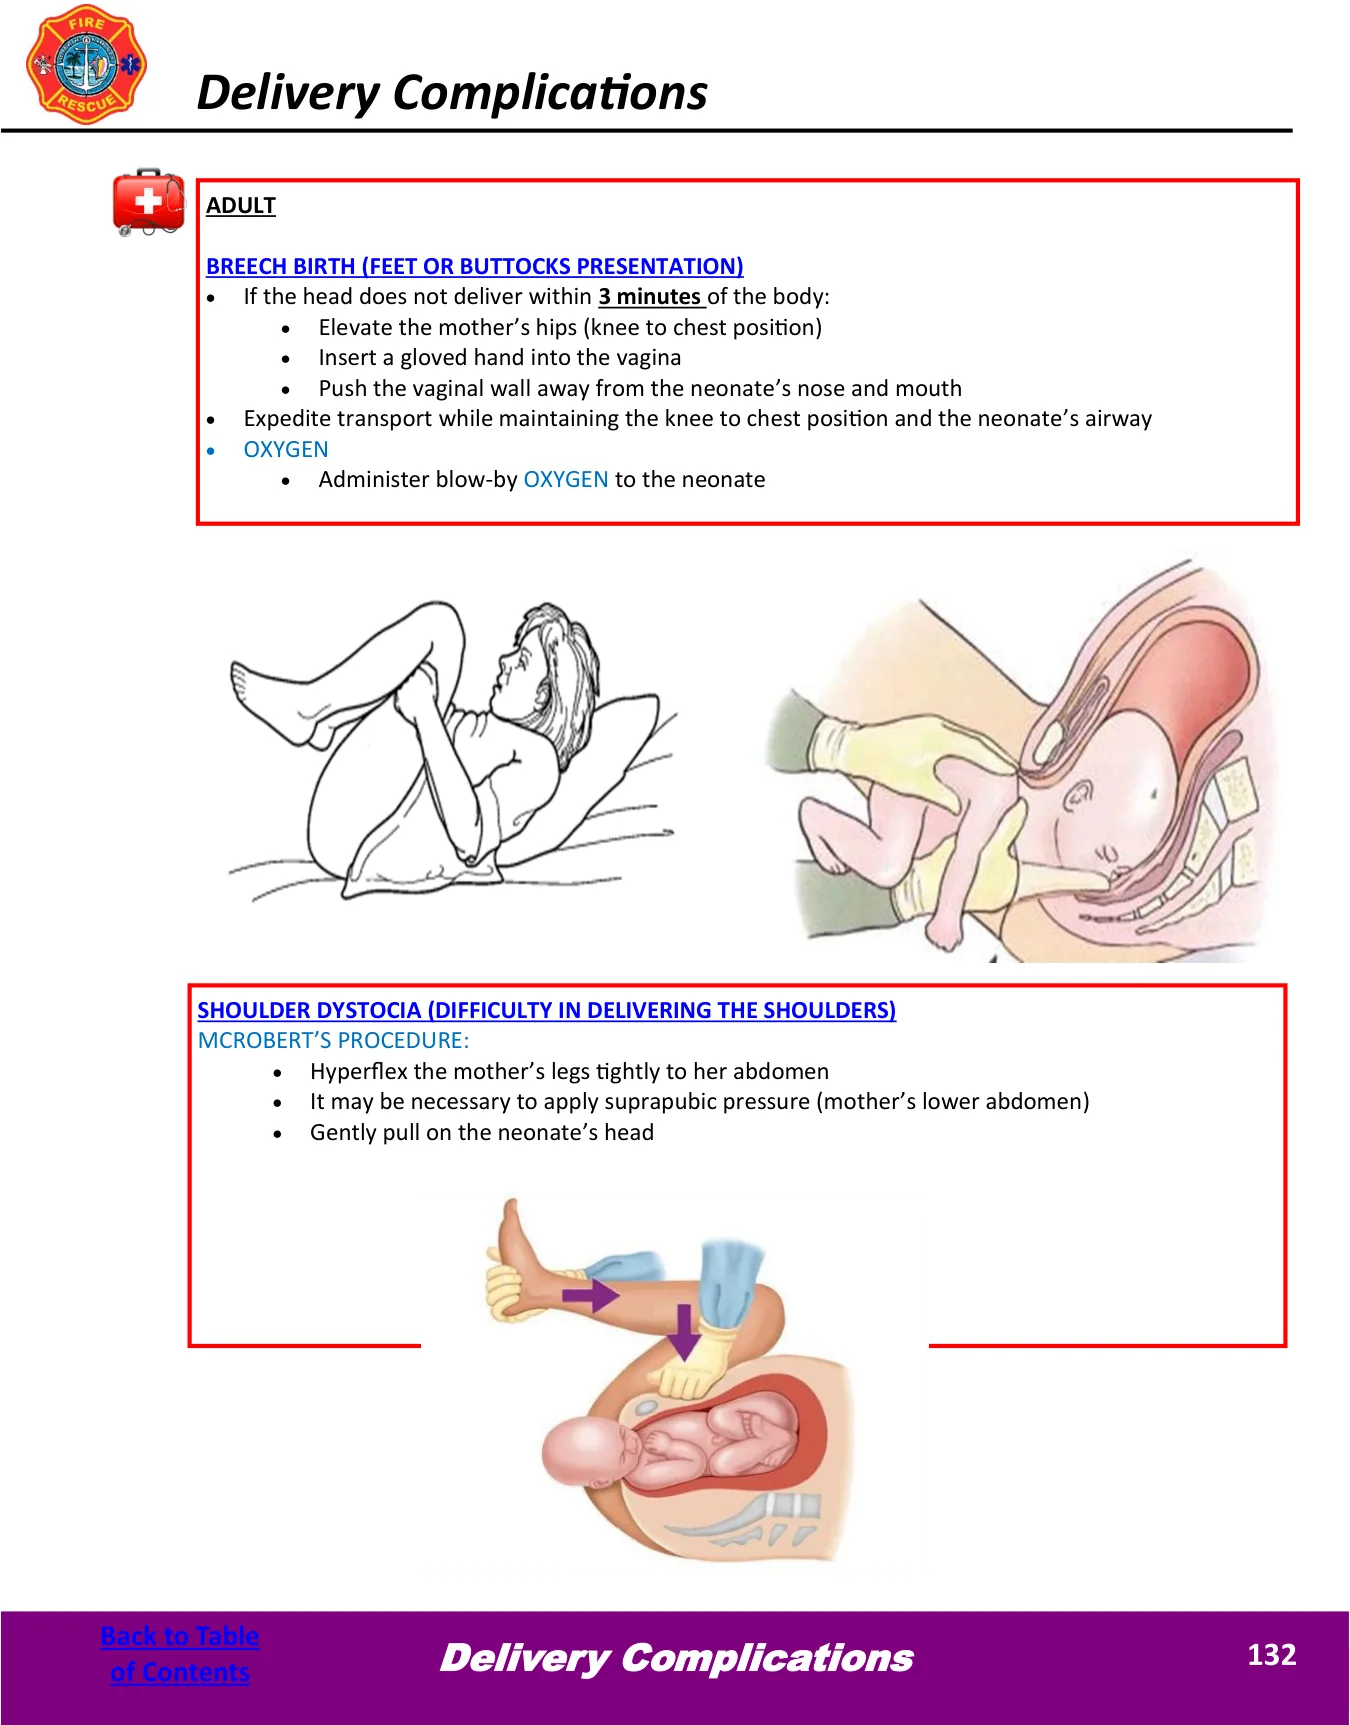 FIRE
RESCUE
Delivery Complications
ADULT
BREECH BIRTH (FEET OR BUTTOCKS PRESENTATION)
• If the head does not deliver within 3 minutes of the body:
• Elevate the mother’s hips (knee to chest position)
• Insert a gloved hand into the vagina
• Push the vaginal wall away from the neonate’s nose and mouth
• Expedite transport while maintaining the knee to chest position and the neonate’s airway
• OXYGEN
• Administer blow-by OXYGEN to the neonate
SHOULDER DYSTOCIA (DIFFICULTY IN DELIVERING THE SHOULDERS)
MCROBERT’S PROCEDURE:
• Hyperflex the mother’s legs tightly to her abdomen
• It may be necessary to apply suprapubic pressure (mother’s lower abdomen)
• Gently pull on the neonate’s head
Back to Table
of Contents
Delivery Complications
132